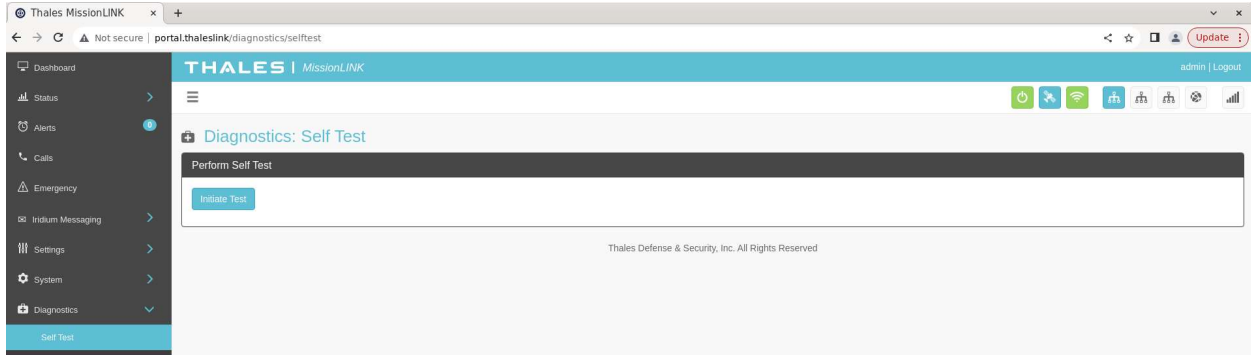 Thales MissionLINK
Not secure | portal.thaleslink/diagnostics/selftest
Update
Dashboard
THALES | MissionLINK
admin | Logout
Status
Alerts
0
Calls
Emergency
Iridium Messaging
Settings
System
Diagnostics
Self Test
Diagnostics: Self Test
Perform Self Test
Initiate Test
Thales Defense & Security, Inc. All Rights Reserved